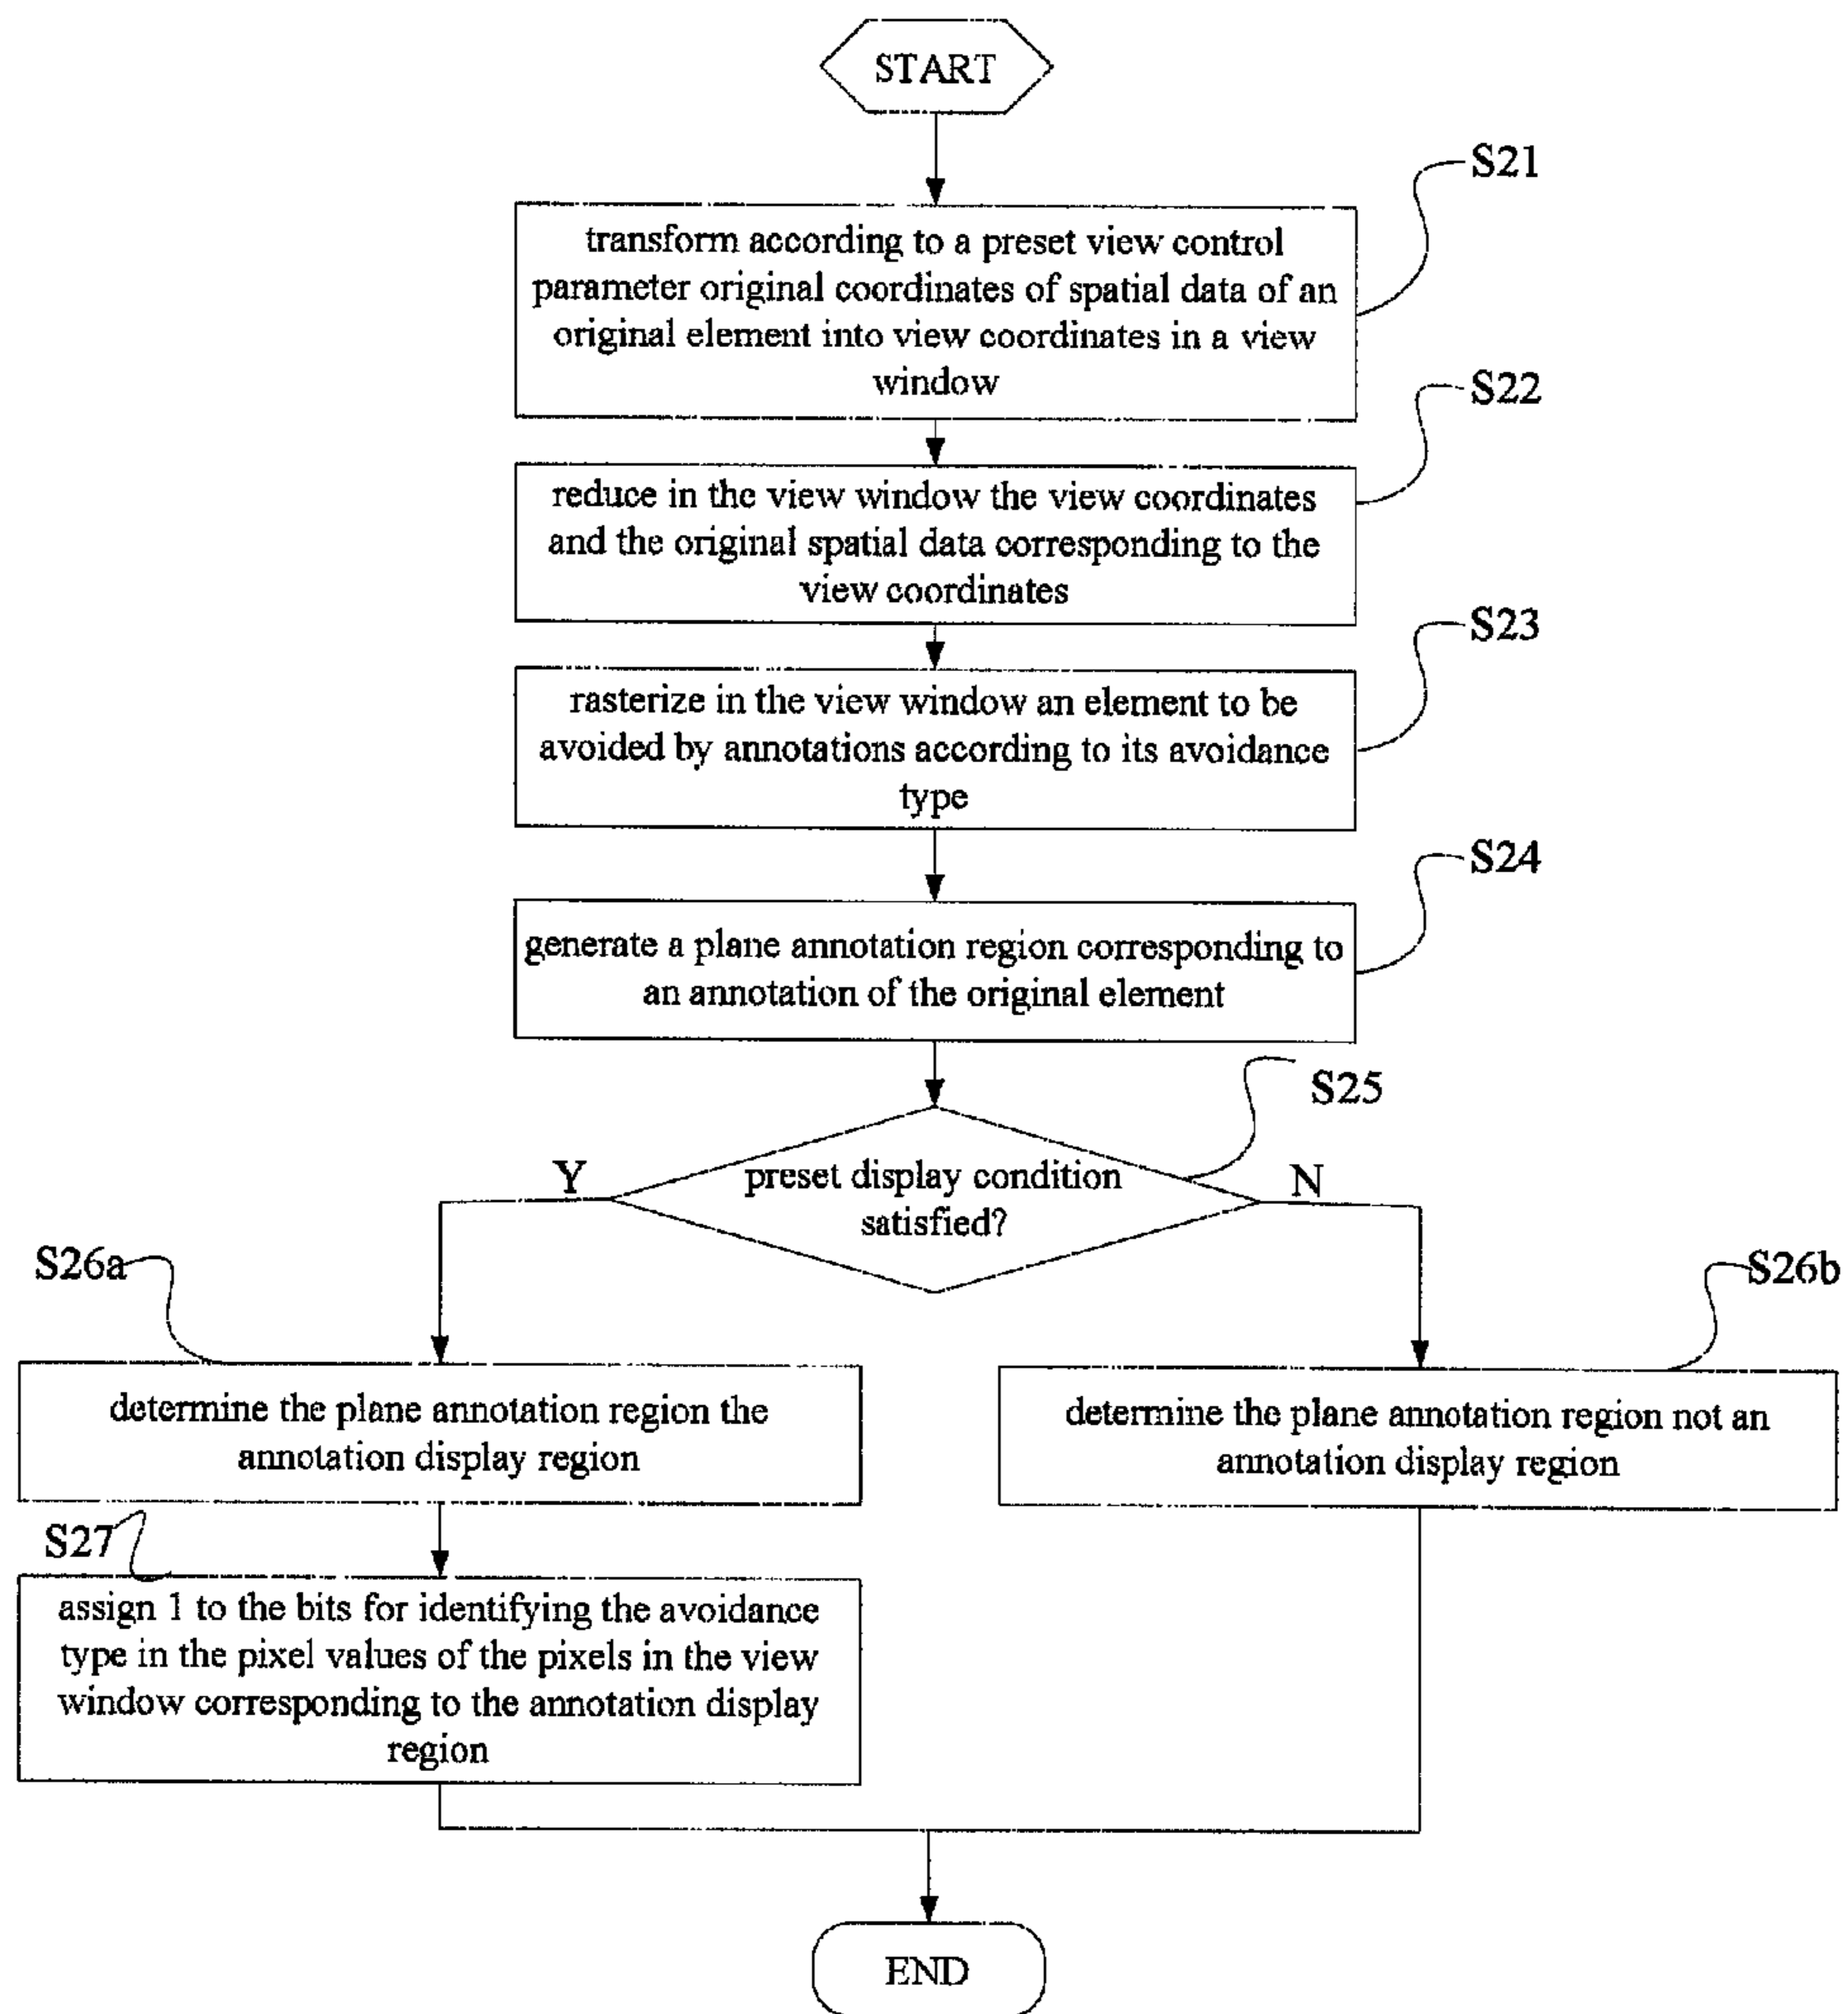 START
S21
transform according to a preset view control
parameter original coordinates of spatial data of an
original element into view coordinates in a view
window
S22
reduce in the view window the view coordinates
and the original spatial data corresponding to the
view coordinates
S23
rasterize in the view window an element to be
avoided by annotations according to its avoidance
type
S24
generate a plane annotation region corresponding to
an annotation of the original element
S25
Y
preset display condition
satisfied?
N
S26a
S26b
determine the plane annotation region the
annotation display region
determine the plane annotation region not an
annotation display region
S27
assign 1 to the bits for identifying the avoidance
type in the pixel values of the pixels in the view
window corresponding to the annotation display
region
END